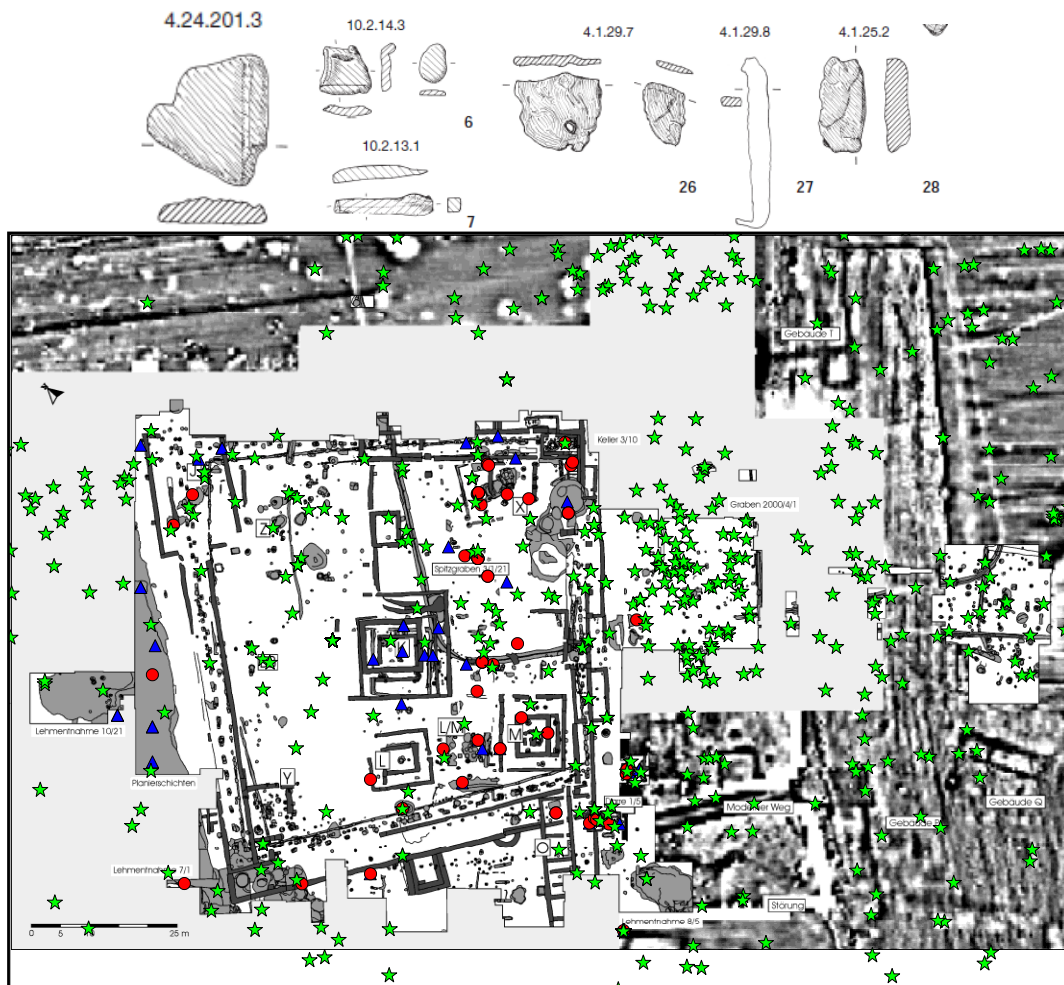 4.24.201.3
10.2.14.3
4.1.29.7
4.1.29.8
4.1.25.2
6
10.2.13.1
7
26
27
28
Gebäude T
Keller 3/10
J
Graben 2000/4/1
X
Z
Spitzgraben 3/1/21
K
Lehmentnahme 10/21
L/M
M
L
Planierschichten
Y
Gebäude Q
Moderner Weg
Gebäude
O
Lehmentnahme 7/1
Störung
Lehmentnahme 8/5
0 5 25 m